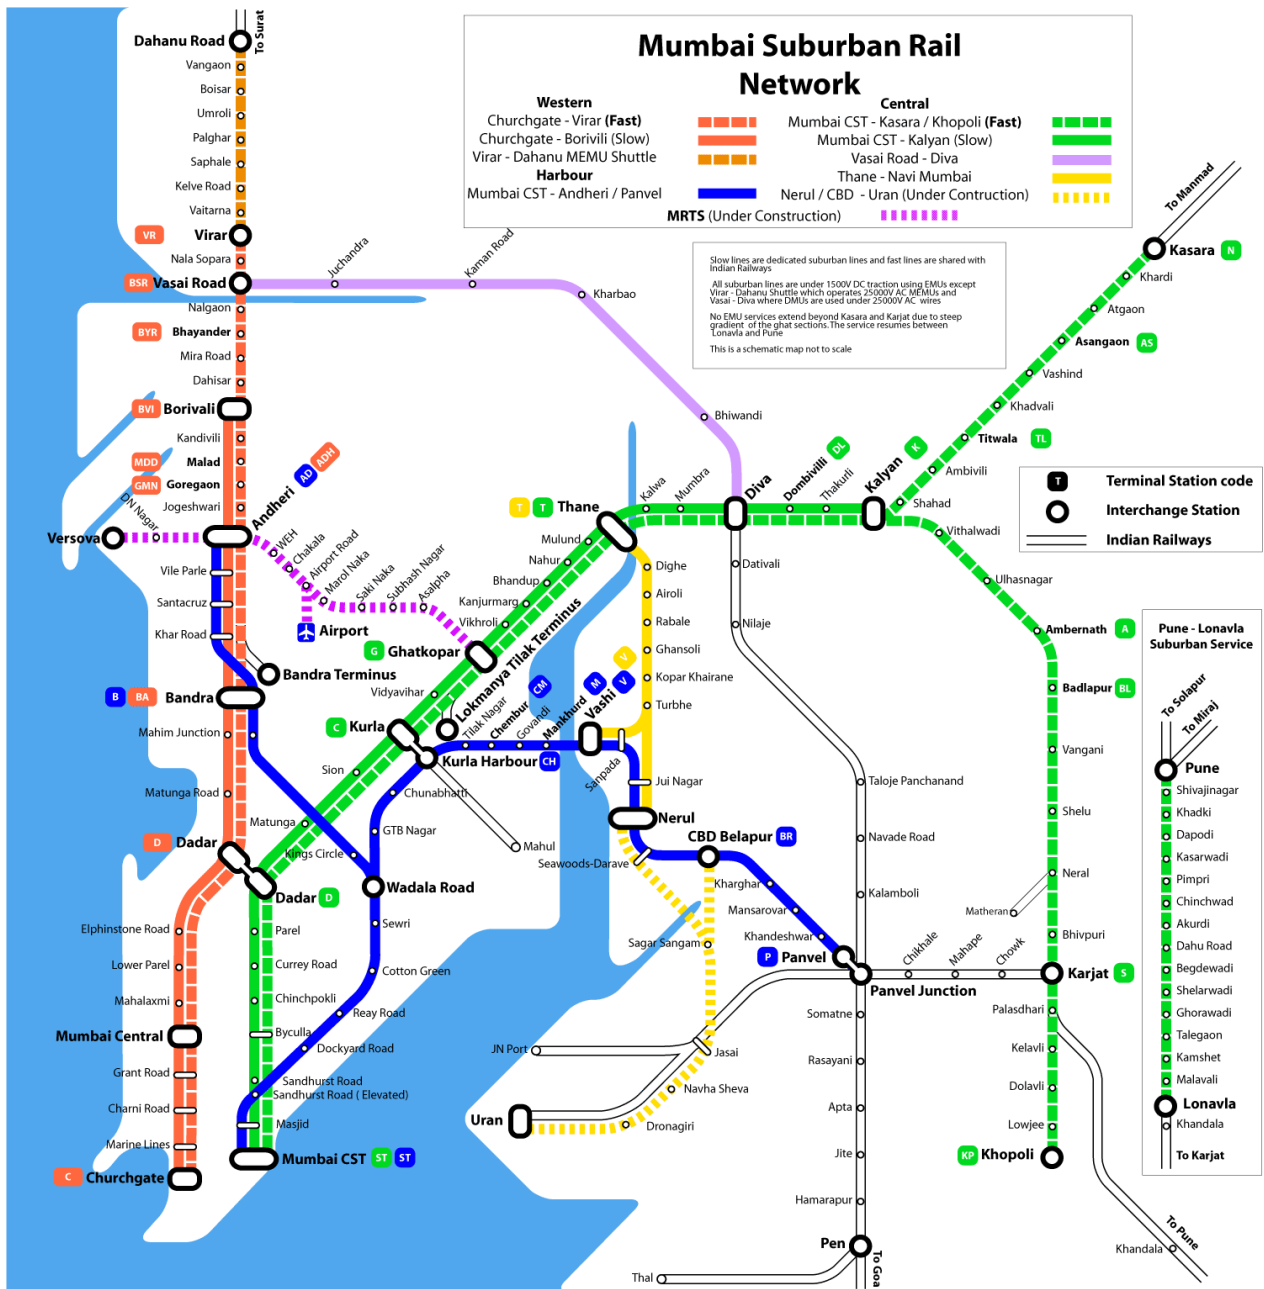 Mumbai Suburban Rail
Network
Western
Churchgate - Virar (Fast)
Churchgate - Borivili (Slow)
Virar - Dahanu MEMU Shuttle
Harbour
Mumbai CST - Andheri / Panvel
Central
Mumbai CST - Kasara / Khopoli (Fast)
Mumbai CST - Kalyan (Slow)
Vasai Road - Diva
Thane - Navi Mumbai
Nerul / CBD - Uran (Under Contruction)
MRTS (Under Construction)
Slow lines are dedicated suburban lines and fast lines are shared with
Indian Railways
All suburban lines are under 1500V DC traction using EMUs except
Virar - Dahanu Shuttle which operates 25000V AC MEMUs and
Vasai - Diva where DMUs are used under 25000V AC wires
No EMU services extend beyond Kasara and Karjat due to steep
gradient of the ghat sections. The service resumes between
Lonavla and Pune
This is a schematic map not to scale
T Terminal Station code
Interchange Station
Indian Railways
To Surat
Dahanu Road
Vangaon
Boisar
Umroli
Palghar
Saphale
Kelve Road
Vaitarna
VR Virar
Nala Sopara
BSR Vasai Road
Nalgaon
BYR Bhayander
Mira Road
Dahisar
BVI Borivali
Kandivili
MDD Malad
GMN Goregaon
Jogeshwari
Andheri AD ADH
Vile Parle
Santacruz
Khar Road
Bandra Terminus
B BA Bandra
Mahim Junction
Matunga Road
D Dadar
Elphinstone Road
Lower Parel
Mahalaxmi
Mumbai Central
Grant Road
Charni Road
Marine Lines
C Churchgate
Versova
DN Nagar
WEH
Chakala
Airport Road
Marol Naka
Saki Naka
Subhash Nagar
Asalpha
Airport
Juchandra
Kaman Road
Kharbao
Bhiwandi
To Manmad
Kasara N
Khardi
Atgaon
Asangaon AS
Vashind
Khadvali
Titwala TL
Ambivili
Shahad
Kalyan K
Thakurli
Dombivilli DL
Diva
Mumbra
Kalwa
T T Thane
Mulund
Nahur
Bhandup
Kanjurmarg
Vikhroli
G Ghatkopar
Vidyavihar
Lokmanya Tilak Terminus
C Kurla
Sion
Matunga
Dadar D
Parel
Currey Road
Chinchpokli
Byculla
Sandhurst Road
Sandhurst Road ( Elevated)
Masjid
Mumbai CST ST ST
Kings Circle
Wadala Road
GTB Nagar
Chunabhatti
Kurla Harbour
Mahul
Sewri
Cotton Green
Reay Road
Dockyard Road
Tilak Nagar
Chembur CM
Govandi
Mankhurd M
CH
Vashi V
V
Sanpada
Jui Nagar
Nerul
Seawoods-Darave
CBD Belapur BR
Kharghar
Mansarovar
Khandeshwar
P Panvel
Panvel Junction
Dighe
Airoli
Rabale
Ghansoli
Kopar Khairane
Turbhe
Sagar Sangam
Jasai
JN Port
Navha Sheva
Dronagiri
Uran
Dativali
Nilaje
Taloje Panchanand
Navade Road
Kalamboli
Chikhale
Mahape
Chowk
Somatne
Rasayani
Apta
Jite
Hamarapur
Pen
To Goa
Thal
Vithalwadi
Ulhasnagar
Ambernath A
Badlapur BL
Vangani
Shelu
Neral
Matheran
Bhivpuri
Karjat S
Palasdhari
Kelavli
Dolavli
Lowjee
KP Khopoli
To Pune
Khandala
Pune - Lonavla
Suburban Service
To Solapur
To Miraj
Pune
Shivajinagar
Khadki
Dapodi
Kasarwadi
Pimpri
Chinchwad
Akurdi
Dahu Road
Begdewadi
Shelarwadi
Ghorawadi
Talegaon
Kamshet
Malavali
Lonavla
Khandala
To Karjat